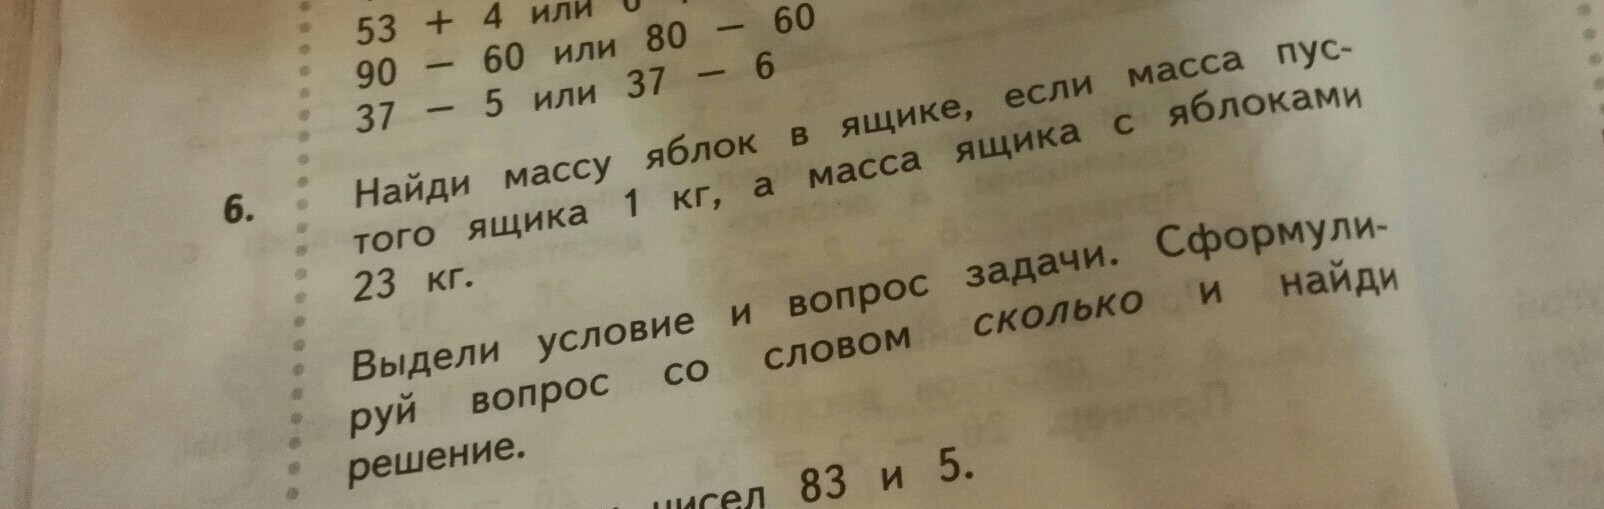 53 + 4 или
90 − 60 или 80 − 60
37 − 5 или 37 − 6
6. Найди массу яблок в ящике, если масса пус-
того ящика 1 кг, а масса ящика с яблоками
23 кг.
Выдели условие и вопрос задачи. Сформули-
руй вопрос со словом сколько и найди
решение.
чисел 83 и 5.